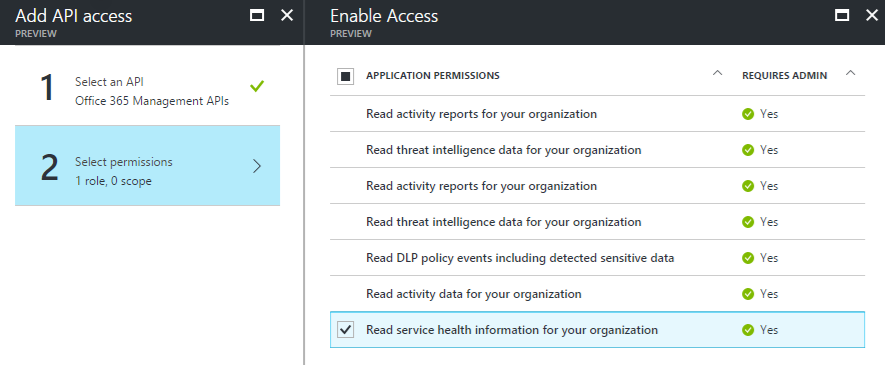 Add API access
PREVIEW
1
Select an API
Office 365 Management APIs
2
Select permissions
1 role, 0 scope
Enable Access
PREVIEW
APPLICATION PERMISSIONS REQUIRES ADMIN
Read activity reports for your organization Yes
Read threat intelligence data for your organization Yes
Read activity reports for your organization Yes
Read threat intelligence data for your organization Yes
Read DLP policy events including detected sensitive data Yes
Read activity data for your organization Yes
Read service health information for your organization Yes